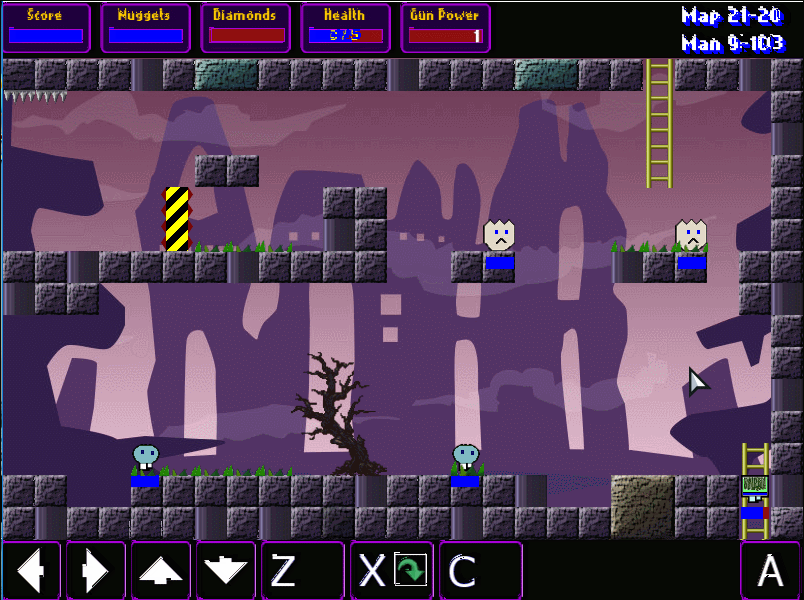 Score
Nuggets
Diamonds
Health
Gun Power
Map 21-20
1
Man 9-103
Z
X
C
A